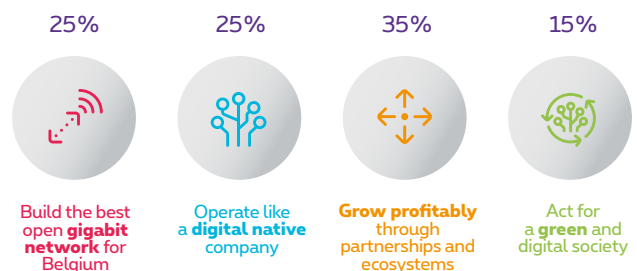 25%
25%
35%
15%
Build the best
open gigabit
network for
Belgium
Operate like
a digital native
company
Grow profitably
through
partnerships and
ecosystems
Act for
a green and
digital society